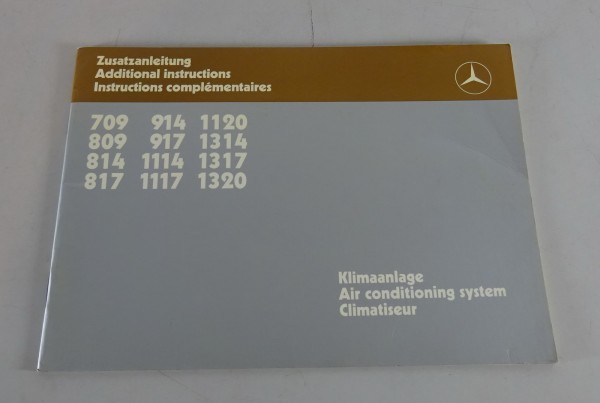 Zusatzanleitung
Additional instructions
Instructions complémentaires
709 914 1120
809 917 1314
814 1114 1317
817 1117 1320
Klimaanlage
Air conditioning system
Climatiseur